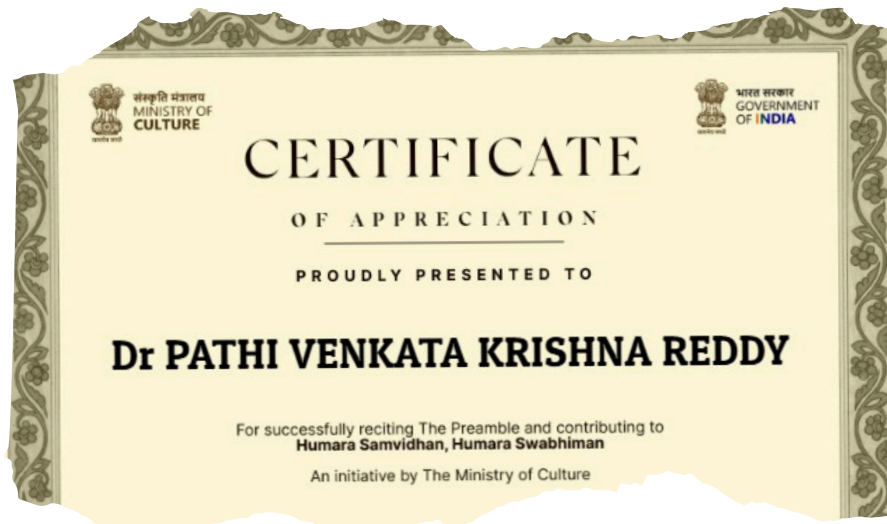 संस्कृति मंत्रालय
MINISTRY OF
CULTURE
भारत सरकार
GOVERNMENT
OF INDIA
CERTIFICATE
OF APPRECIATION
PROUDLY PRESENTED TO
Dr PATHI VENKATA KRISHNA REDDY
For successfully reciting The Preamble and contributing to
Humara Samvidhan, Humara Swabhiman
An initiative by The Ministry of Culture